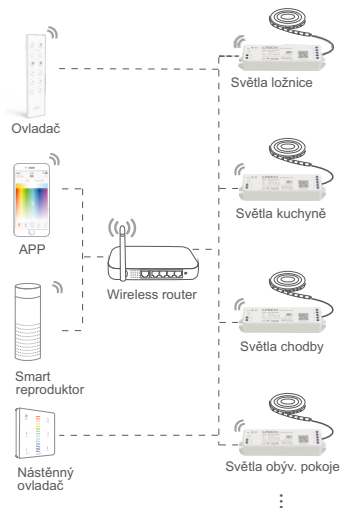 Ovladač
Světla ložnice
APP
Světla kuchyně
Wireless router
Smart
reproduktor
Světla chodby
Nástěnný
ovladač
Světla obýv. pokoje